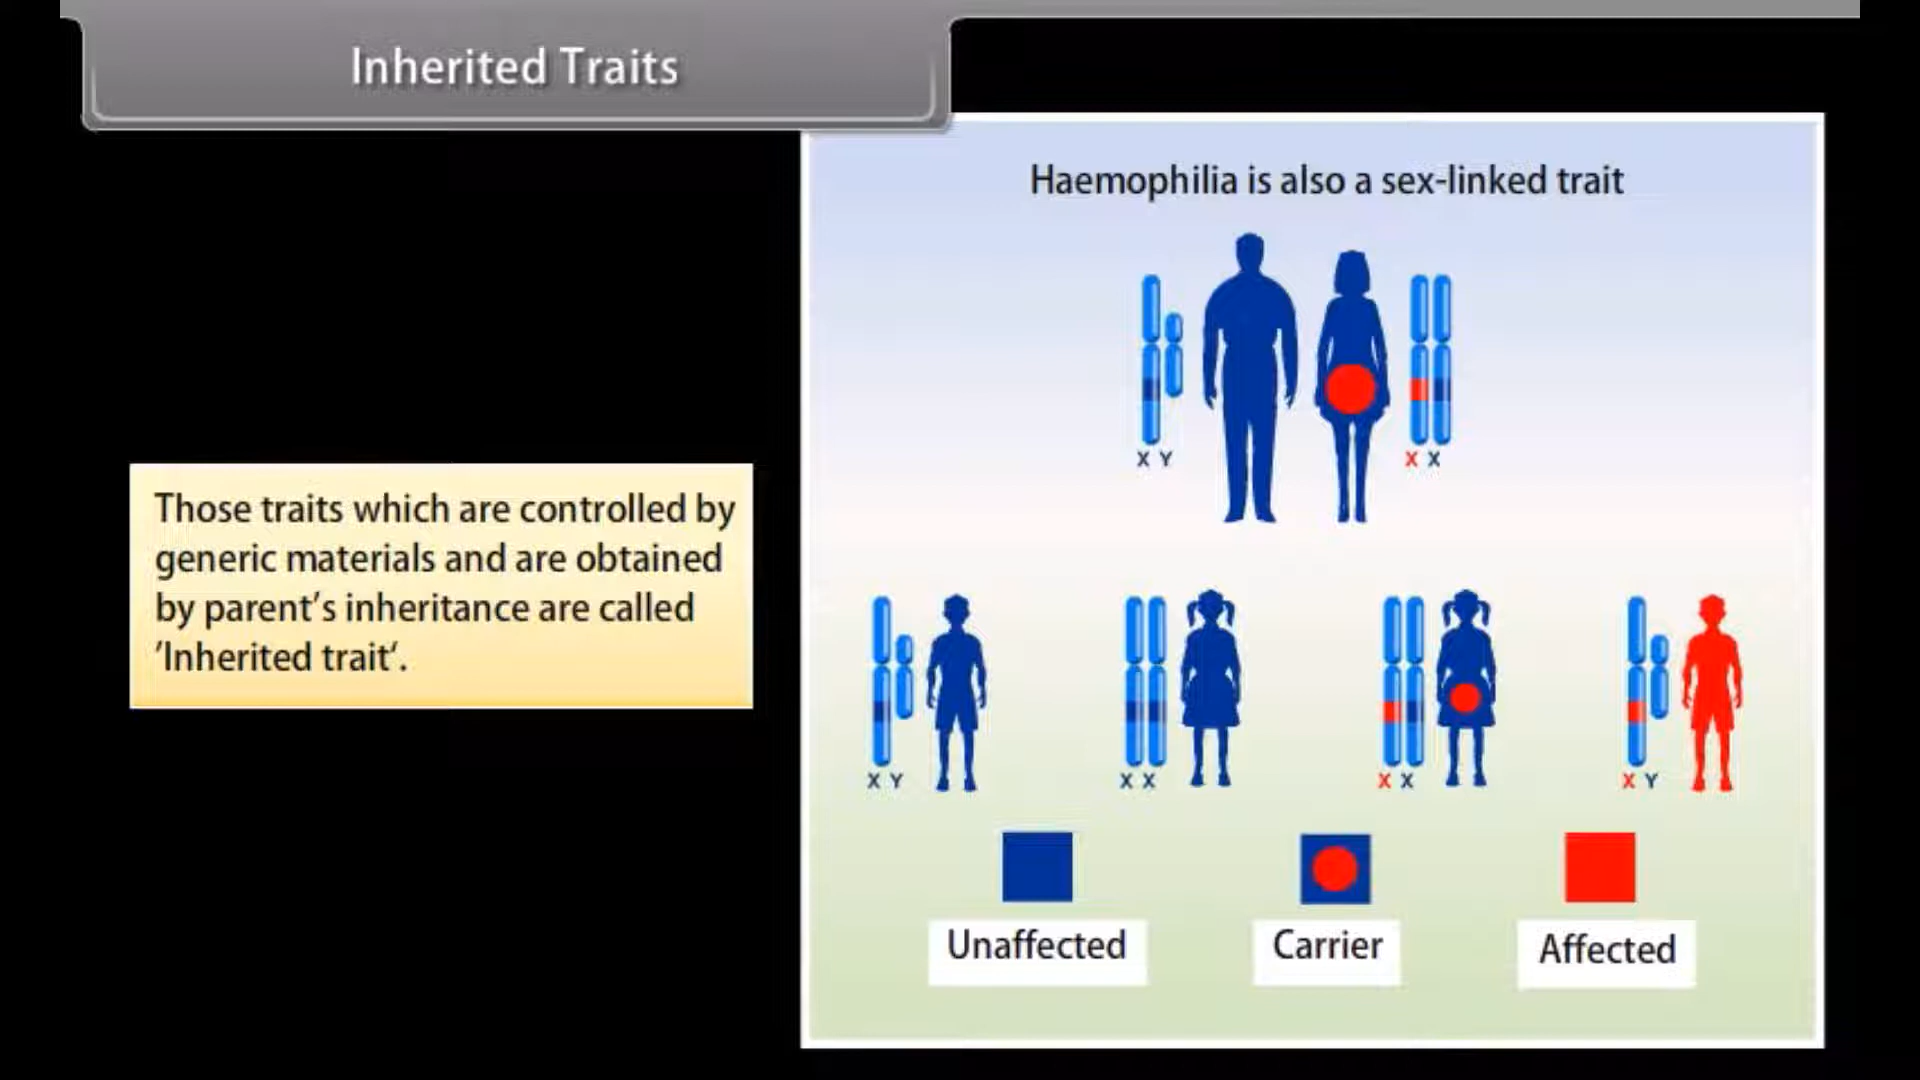 Inherited Traits
Haemophilia is also a sex-linked trait
X Y
X X
Those traits which are controlled by
generic materials and are obtained
by parent's inheritance are called
'Inherited trait'.
X Y
X X
X X
X Y
Unaffected
Carrier
Affected